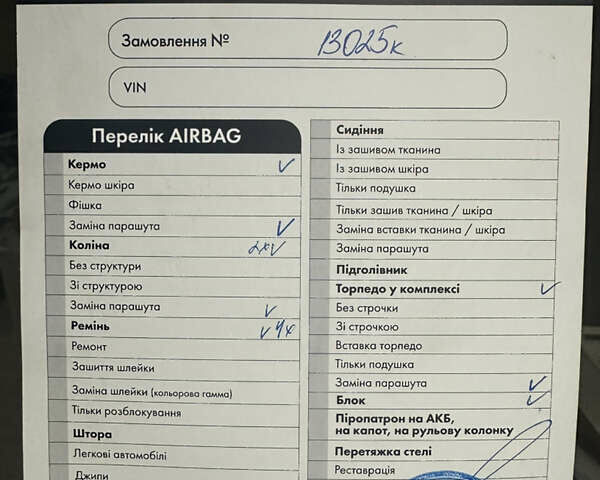 Замовлення № 13025к
VIN
Перелік AIRBAG
Кермо ✓
Кермо шкіра
Фішка
Заміна парашута ✓
Коліна 2х ✓
Без структури
Зі структурою
Заміна парашута ✓
Ремінь ✓ 4х
Ремонт
Зашиття шлейки
Заміна шлейки (кольорова гамма)
Тільки розблокування
Штора
Легкові автомобілі
Джипи
Сидіння
Із зашивом тканина
Із зашивом шкіра
Тільки подушка
Тільки зашив тканина / шкіра
Заміна вставки тканина / шкіра
Заміна парашута
Підголівник
Торпедо у комплексі ✓
Без строчки
Зі строчкою
Вставка торпедо
Тільки подушка
Заміна парашута ✓
Блок ✓
Піропатрон на АКБ,
на капот, на рульову колонку
Перетяжка стелі
Реставрація